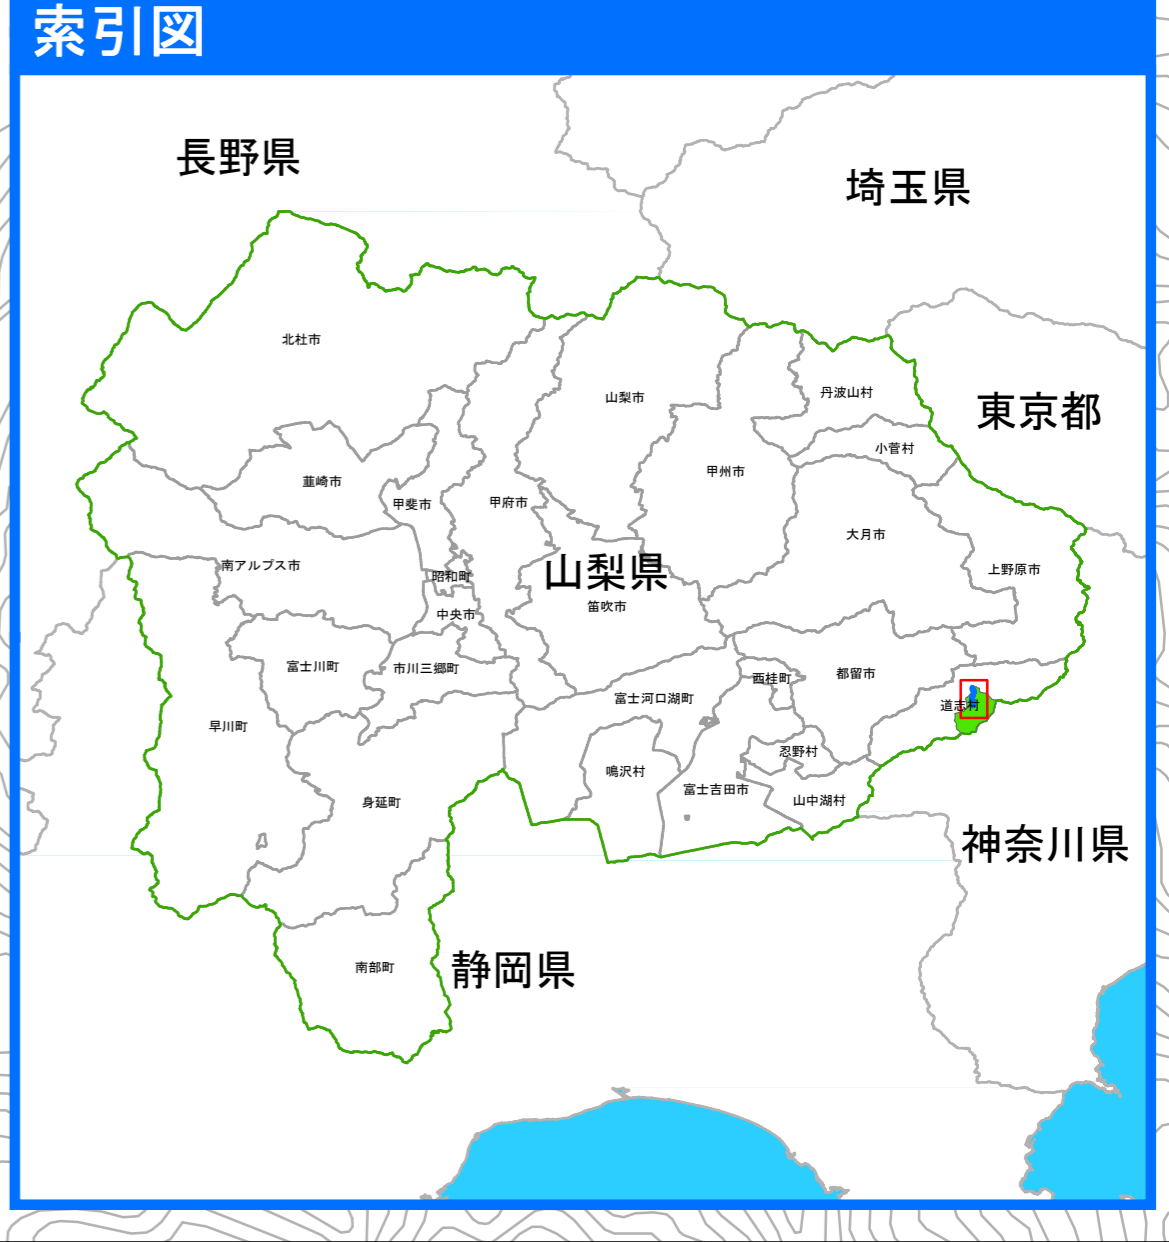 索引図
長野県
埼玉県
北杜市
山梨市
丹波山村
東京都
小菅村
甲州市
韮崎市
甲斐市
甲府市
大月市
南アルプス市
昭和町
山梨県
上野原市
笛吹市
中央市
富士川町
市川三郷町
西桂町
都留市
富士河口湖町
道志村
早川町
忍野村
鳴沢村
富士吉田市
山中湖村
身延町
神奈川県
南部町
静岡県